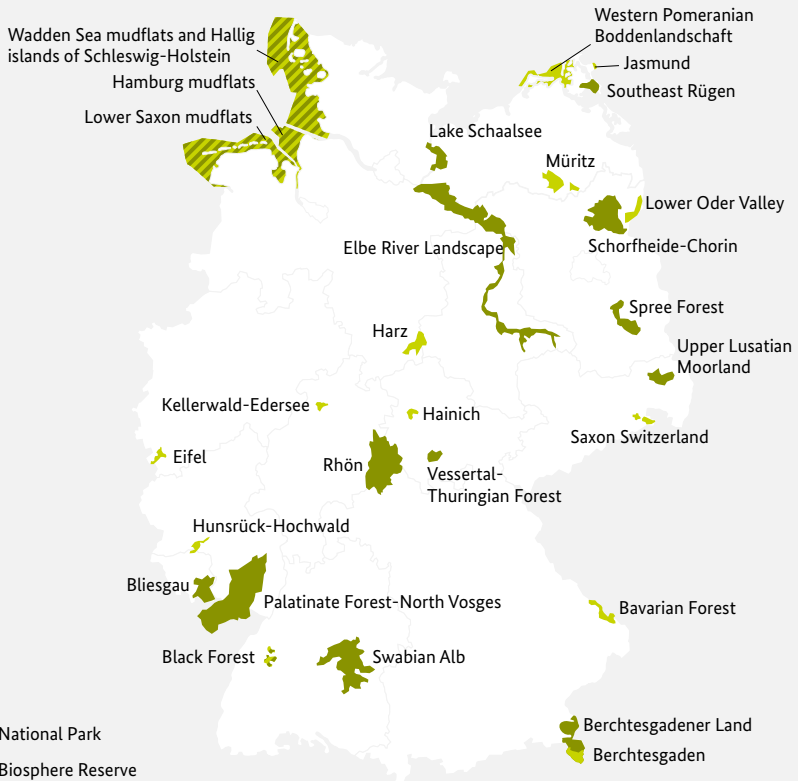 Western Pomeranian
Boddenlandschaft
Wadden Sea mudflats and Hallig
islands of Schleswig-Holstein
Jasmund
Hamburg mudflats
Southeast Rügen
Lower Saxon mudflats
Lake Schaalsee
Müritz
Lower Oder Valley
Elbe River Landscape
Schorfheide-Chorin
Spree Forest
Harz
Upper Lusatian
Moorland
Kellerwald-Edersee
Hainich
Saxon Switzerland
Eifel
Rhön
Vessertal-
Thuringian Forest
Hunsrück-Hochwald
Bliesgau
Palatinate Forest-North Vosges
Bavarian Forest
Black Forest
Swabian Alb
Berchtesgadener Land
National Park
Berchtesgaden
Biosphere Reserve